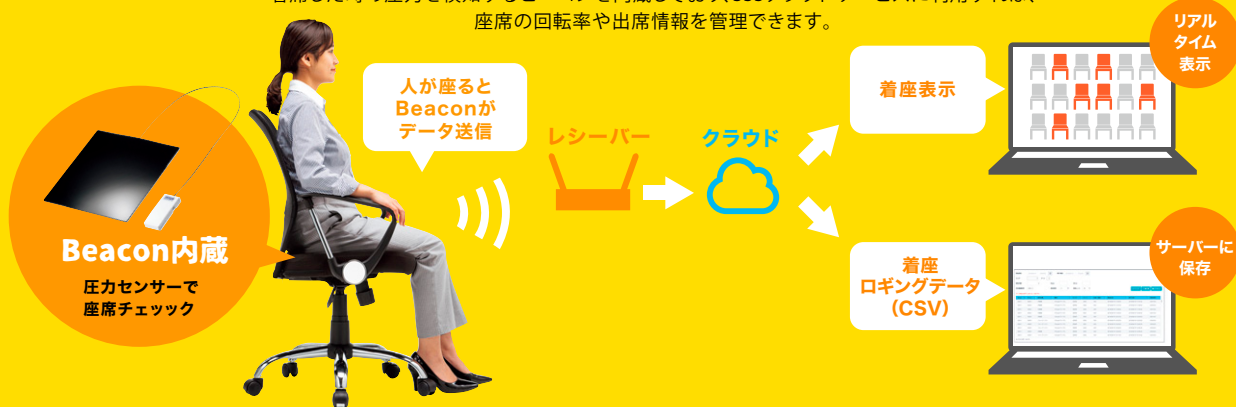 座席の回転率や出席情報を管理できます。
リアル
タイム
表示
人が座ると
Beaconが
データ送信
着座表示
レシーバー
クラウド
Beacon内蔵
圧力センサーで
座席チェッック
着座
ロギングデータ
(CSV)
サーバーに
保存